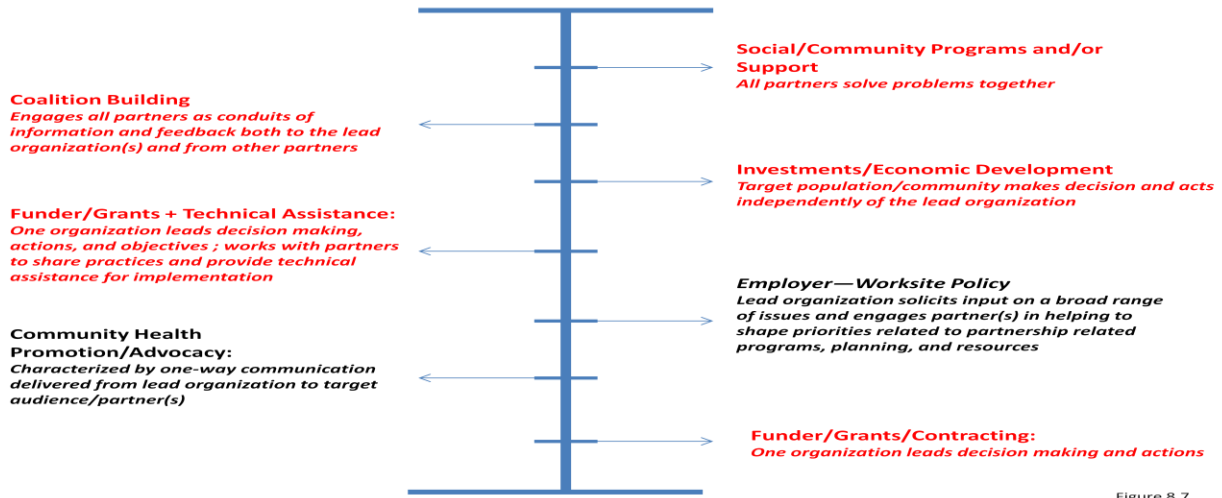 Social/Community Programs and/or
Support
All partners solve problems together
Coalition Building
Engages all partners as conduits of
information and feedback both to the lead
organization(s) and from other partners
Investments/Economic Development
Target population/community makes decision and acts
independently of the lead organization
Funder/Grants + Technical Assistance:
One organization leads decision making,
actions, and objectives ; works with partners
to share practices and provide technical
assistance for implementation
Employer—Worksite Policy
Lead organization solicits input on a broad range
of issues and engages partner(s) in helping to
shape priorities related to partnership related
programs, planning, and resources
Community Health
Promotion/Advocacy:
Characterized by one-way communication
delivered from lead organization to target
audience/partner(s)
Funder/Grants/Contracting:
One organization leads decision making and actions
Figure 8.7